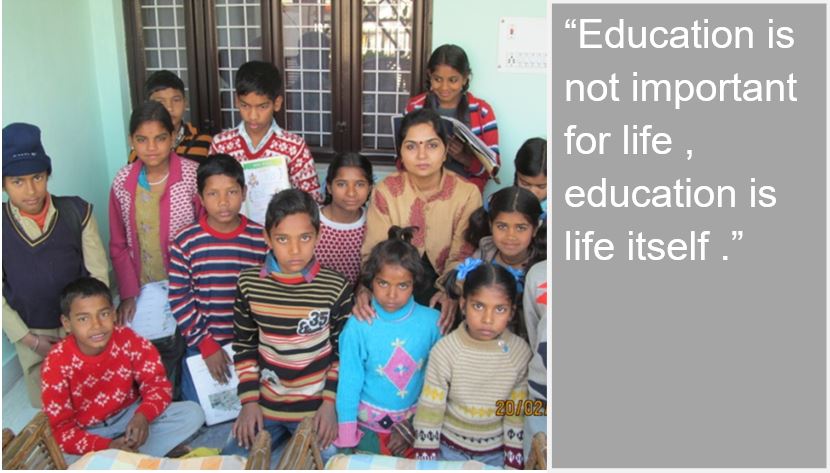 “Education is
not important
for life ,
education is
life itself .”
35
20/02